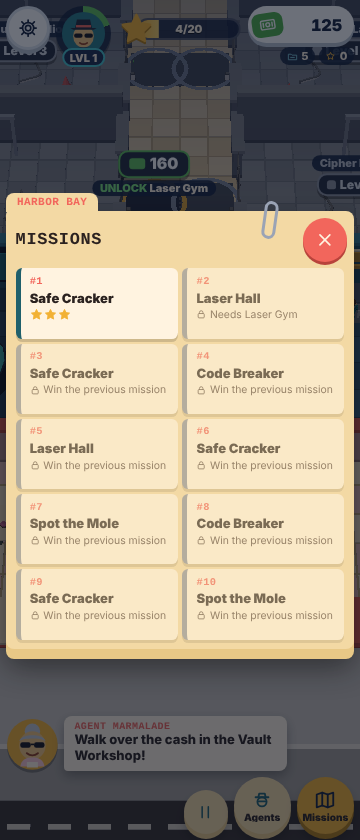 4/20
125
LVL 1
5
0
160
Cipher
UNLOCK Laser Gym
HARBOR BAY
MISSIONS
#1
Safe Cracker
#2
Laser Hall
Needs Laser Gym
#3
Safe Cracker
Win the previous mission
#4
Code Breaker
Win the previous mission
#5
Laser Hall
Win the previous mission
#6
Safe Cracker
Win the previous mission
#7
Spot the Mole
Win the previous mission
#8
Code Breaker
Win the previous mission
#9
Safe Cracker
Win the previous mission
#10
Spot the Mole
Win the previous mission
AGENT MARMALADE
Walk over the cash in the Vault
Workshop!
Agents
Missions